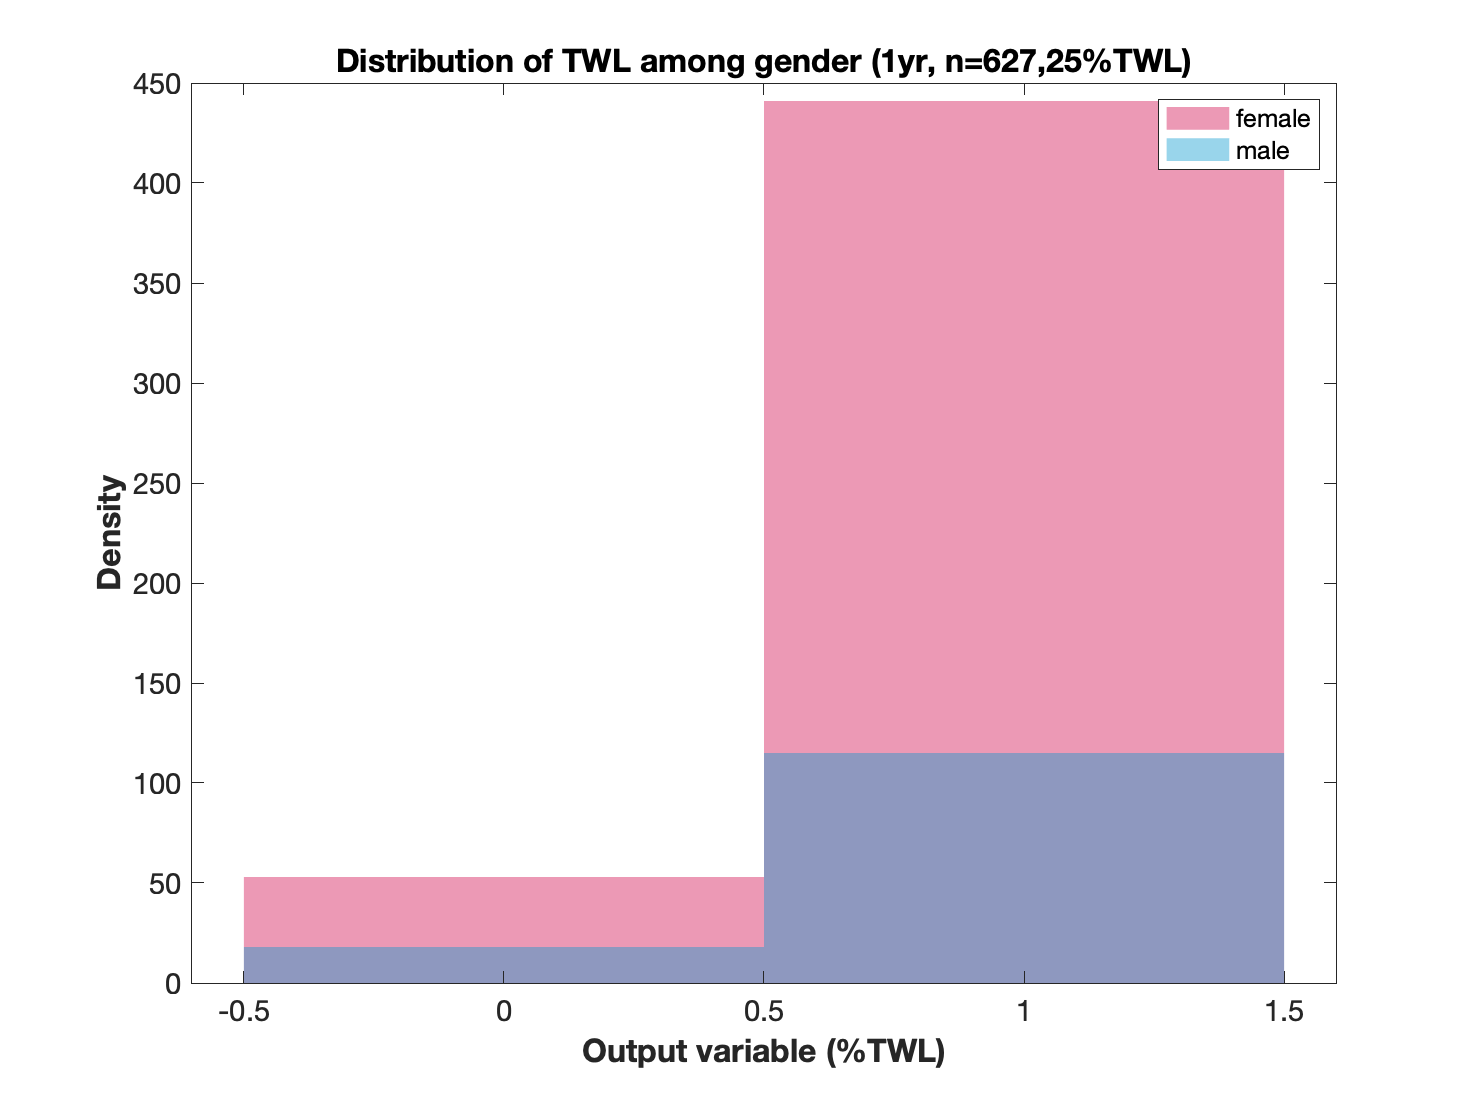 Distribution of TWL among gender (1yr, n=627,25%TWL)
female
male
450
400
350
300
250
200
150
100
50
0
Density
-0.5 0 0.5 1 1.5
Output variable (%TWL)